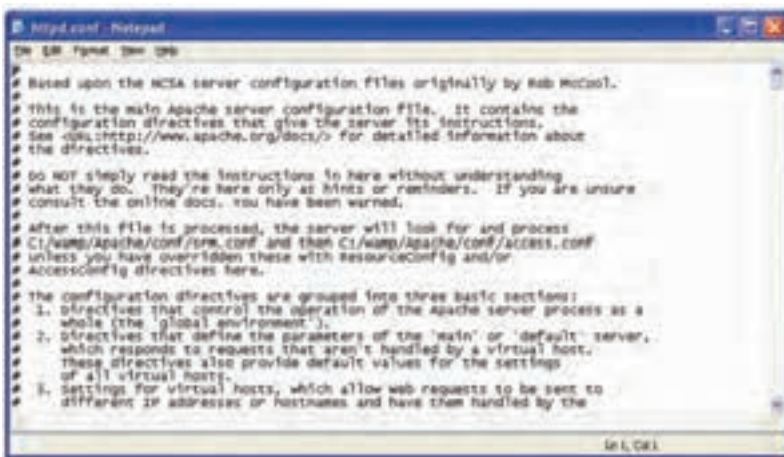 httpd.conf - Notepad
File Edit Format View Help
#
# Based upon the NCSA server configuration files originally by Rob McCool.
#
# This is the main Apache server configuration file.  It contains the
# configuration directives that give the server its instructions.
# See <URL:http://www.apache.org/docs/> for detailed information about
# the directives.
#
# Do NOT simply read the instructions in here without understanding
# what they do.  They're here only as hints or reminders.  If you are unsure
# consult the online docs. You have been warned.
#
# After this file is processed, the server will look for and process
# C:/wamp/Apache/conf/srm.conf and then C:/wamp/Apache/conf/access.conf
# unless you have overridden these with ResourceConfig and/or
# AccessConfig directives here.
#
# The configuration directives are grouped into three basic sections:
#  1. Directives that control the operation of the Apache server process as a
#     whole (the 'global environment').
#  2. Directives that define the parameters of the 'main' or 'default' server,
#     which responds to requests that aren't handled by a virtual host.
#     These directives also provide default values for the settings
#     of all virtual hosts.
#  3. Settings for virtual hosts, which allow web requests to be sent to
#     different IP addresses or hostnames and have them handled by the
Ln 1, Col 1